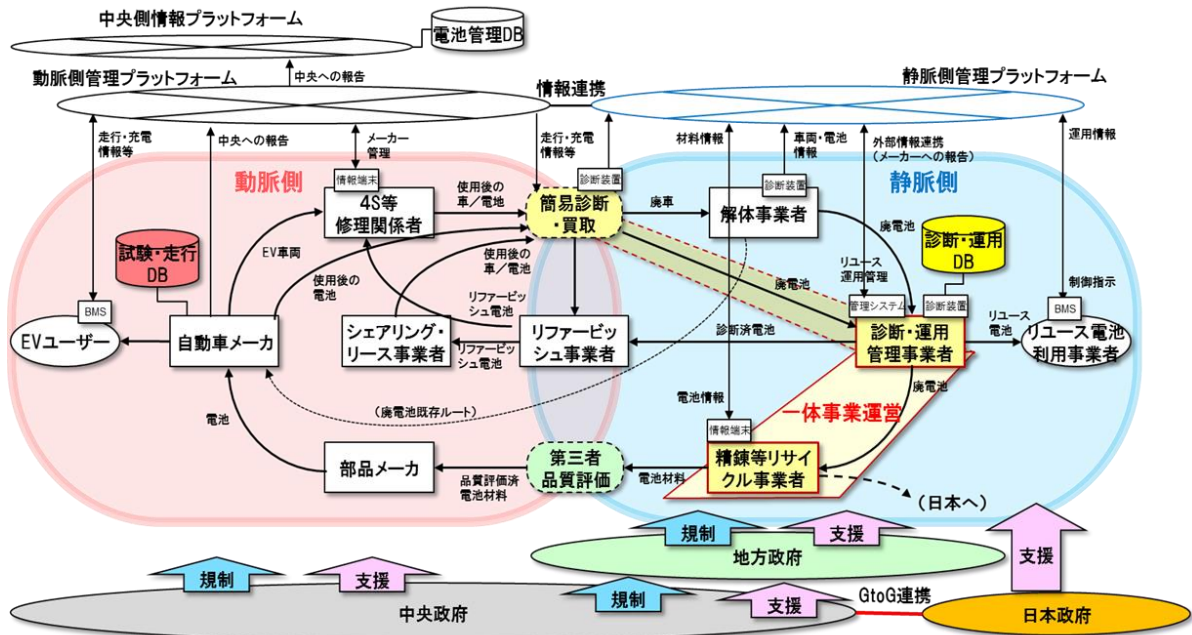 中央側情報プラットフォーム
電池管理DB
中央への報告
動脈側管理プラットフォーム
情報連携
静脈側管理プラットフォーム
走行・充電
情報等
中央への報告
メーカー
管理
走行・充電
情報等
材料情報
車両・電池
情報
外部情報連携
(メーカーへの報告)
運用情報
動脈側
静脈側
情報端末
4S等
修理関係者
使用後の
車／電地
診断装置
簡易診断
・買取
廃車
診断装置
解体事業者
廃電池
試験・走行
DB
EV車両
使用後の
電池
使用後の
車／電池
リファービッ
シュ電池
廃電池
リユース
運用管理
診断・運用
DB
制御指示
BMS
EVユーザー
自動車メーカ
シェアリング・
リース事業者
リファービッ
シュ電池
リファービッ
シュ事業者
診断済電池
管理システム
診断装置
診断・運用
管理事業者
リユース
電池
BMS
リユース電池
利用事業者
廃電池
電池
(廃電池既存ルート)
電池情報
一体事業運営
情報端末
部品メーカ
品質評価済
電池材料
第三者
品質評価
電池材料
精錬等リサイ
クル事業者
(日本へ)
規制
支援
地方政府
支援
規制
支援
規制
支援
中央政府
GtoG連携
日本政府